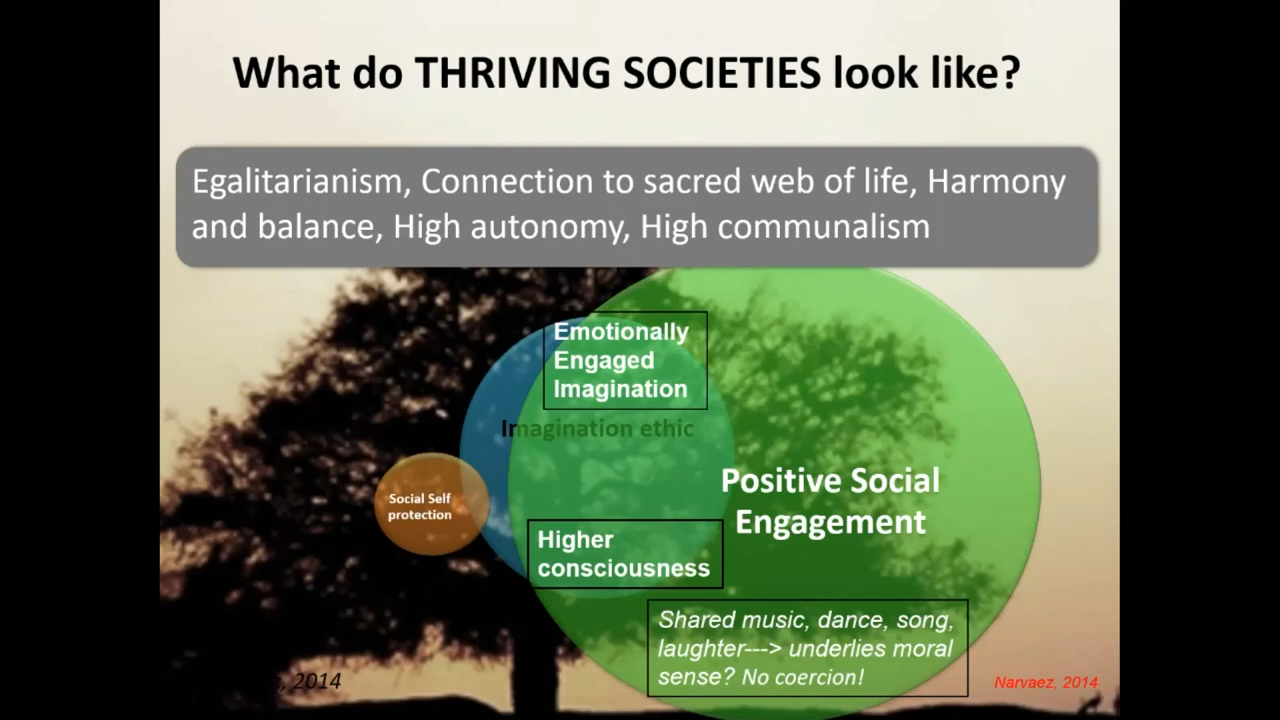 What do THRIVING SOCIETIES look like?
Egalitarianism, Connection to sacred web of life, Harmony
and balance, High autonomy, High communalism
Emotionally
Engaged
Imagination
Imagination ethic
Social Self
protection
Positive Social
Engagement
Higher
consciousness
Shared music, dance, song,
laughter---> underlies moral
sense? No coercion!
, 2014
Narvaez, 2014